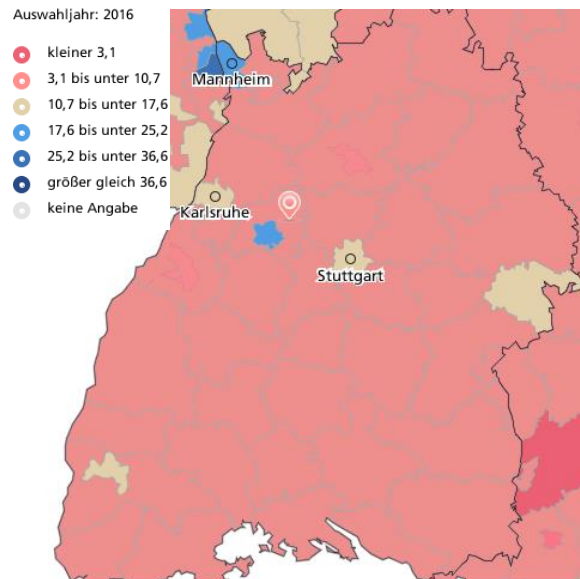 Auswahljahr: 2016
kleiner 3,1
3,1 bis unter 10,7
10,7 bis unter 17,6
17,6 bis unter 25,2
25,2 bis unter 36,6
größer gleich 36,6
keine Angabe
Mannheim
Karlsruhe
Stuttgart